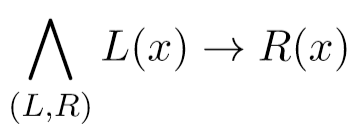 ⋀ L(x) → R(x)
(L,R)